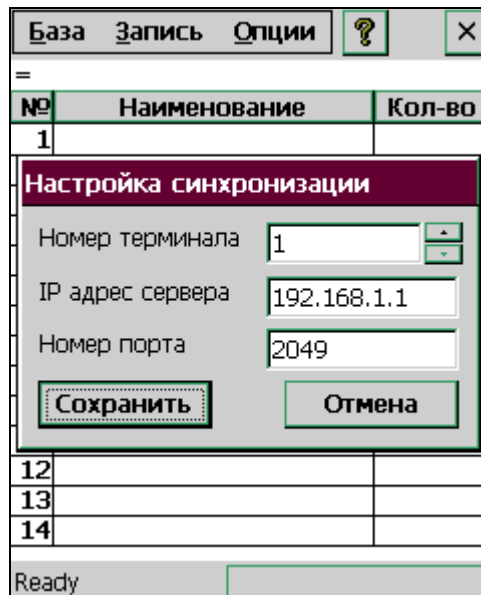 База Запись Опции ? ×
=
№ Наименование Кол-во
1
Настройка синхронизации
Номер терминала 1
IP адрес сервера 192.168.1.1
Номер порта 2049
Сохранить Отмена
12
13
14
Ready